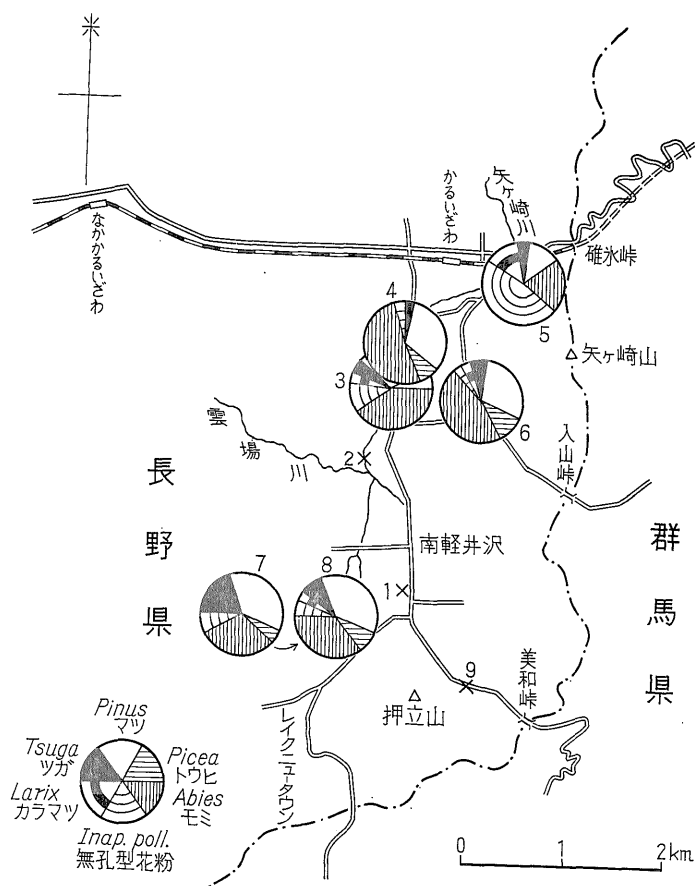 米
なかかるいざわ
かるいざわ
矢ヶ崎川
碓氷峠
5
4
3
6
矢ヶ崎山
入山峠
雲場川
2
長野県
群馬県
南軽井沢
7
8
1
9
美和峠
押立山
レイクニュータウン
Pinus
マツ
Tsuga
ツガ
Picea
トウヒ
Larix
カラマツ
Abies
モミ
Inap. poll.
無孔型花粉
0 1 2km